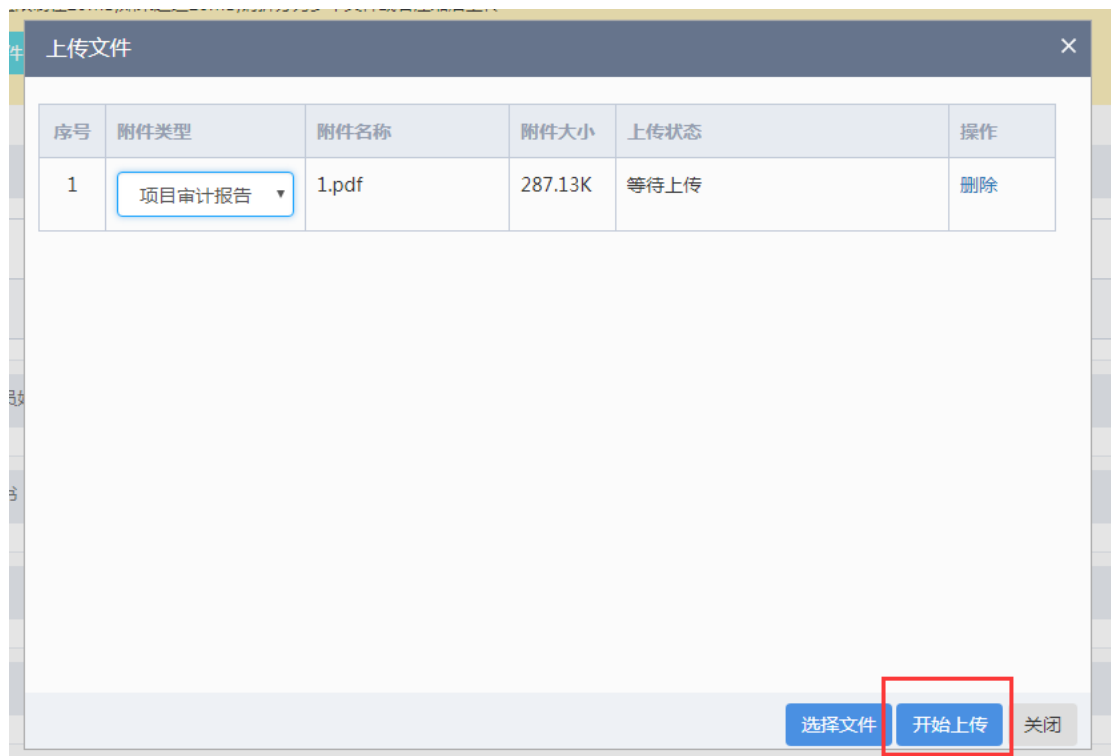 件
上传文件
序号 附件类型 附件名称 附件大小 上传状态 操作
1 项目审计报告 1.pdf 287.13K 等待上传 删除
选择文件 开始上传 关闭